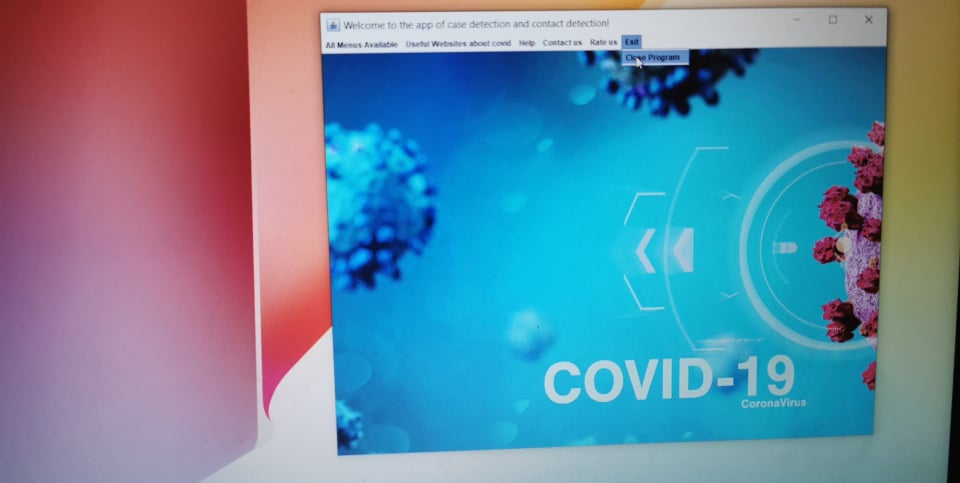 Welcome to the app of case detection and contact detection!
All Menus Available Useful Websites about covid Help Contact us Rate us Exit
Close Program
COVID-19
CoronaVirus